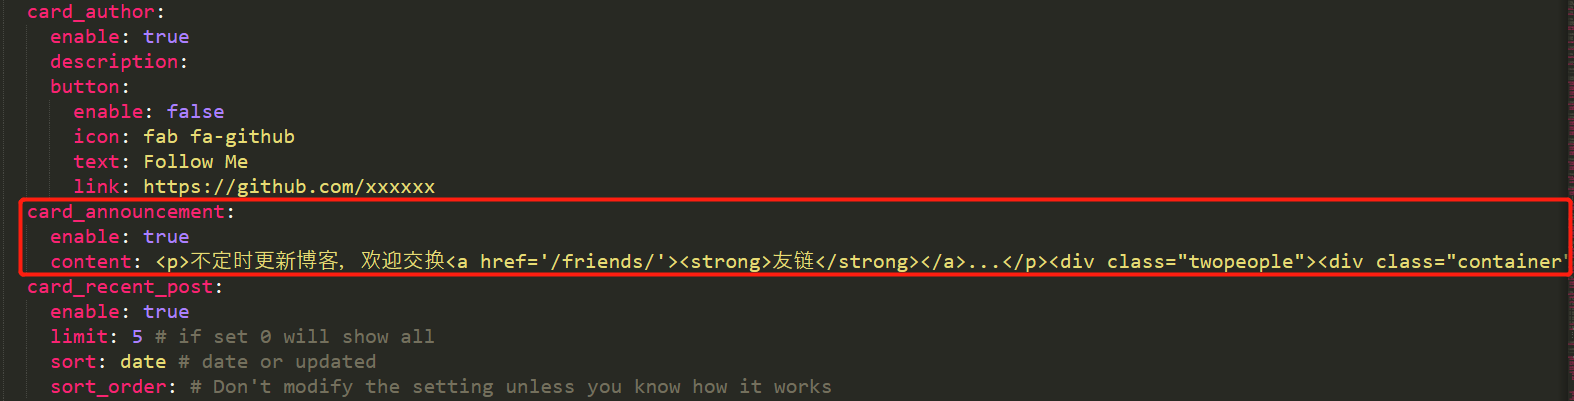 card_author:
enable: true
description:
button:
enable: false
icon: fab fa-github
text: Follow Me
link: https://github.com/xxxxxx
card_announcement:
enable: true
content: <p>不定时更新博客，欢迎交换<a href='/friends/'><strong>友链</strong></a>...</p><div class="twopeople"><div class="container"
card_recent_post:
enable: true
limit: 5 # if set 0 will show all
sort: date # date or updated
sort_order: # Don't modify the setting unless you know how it works